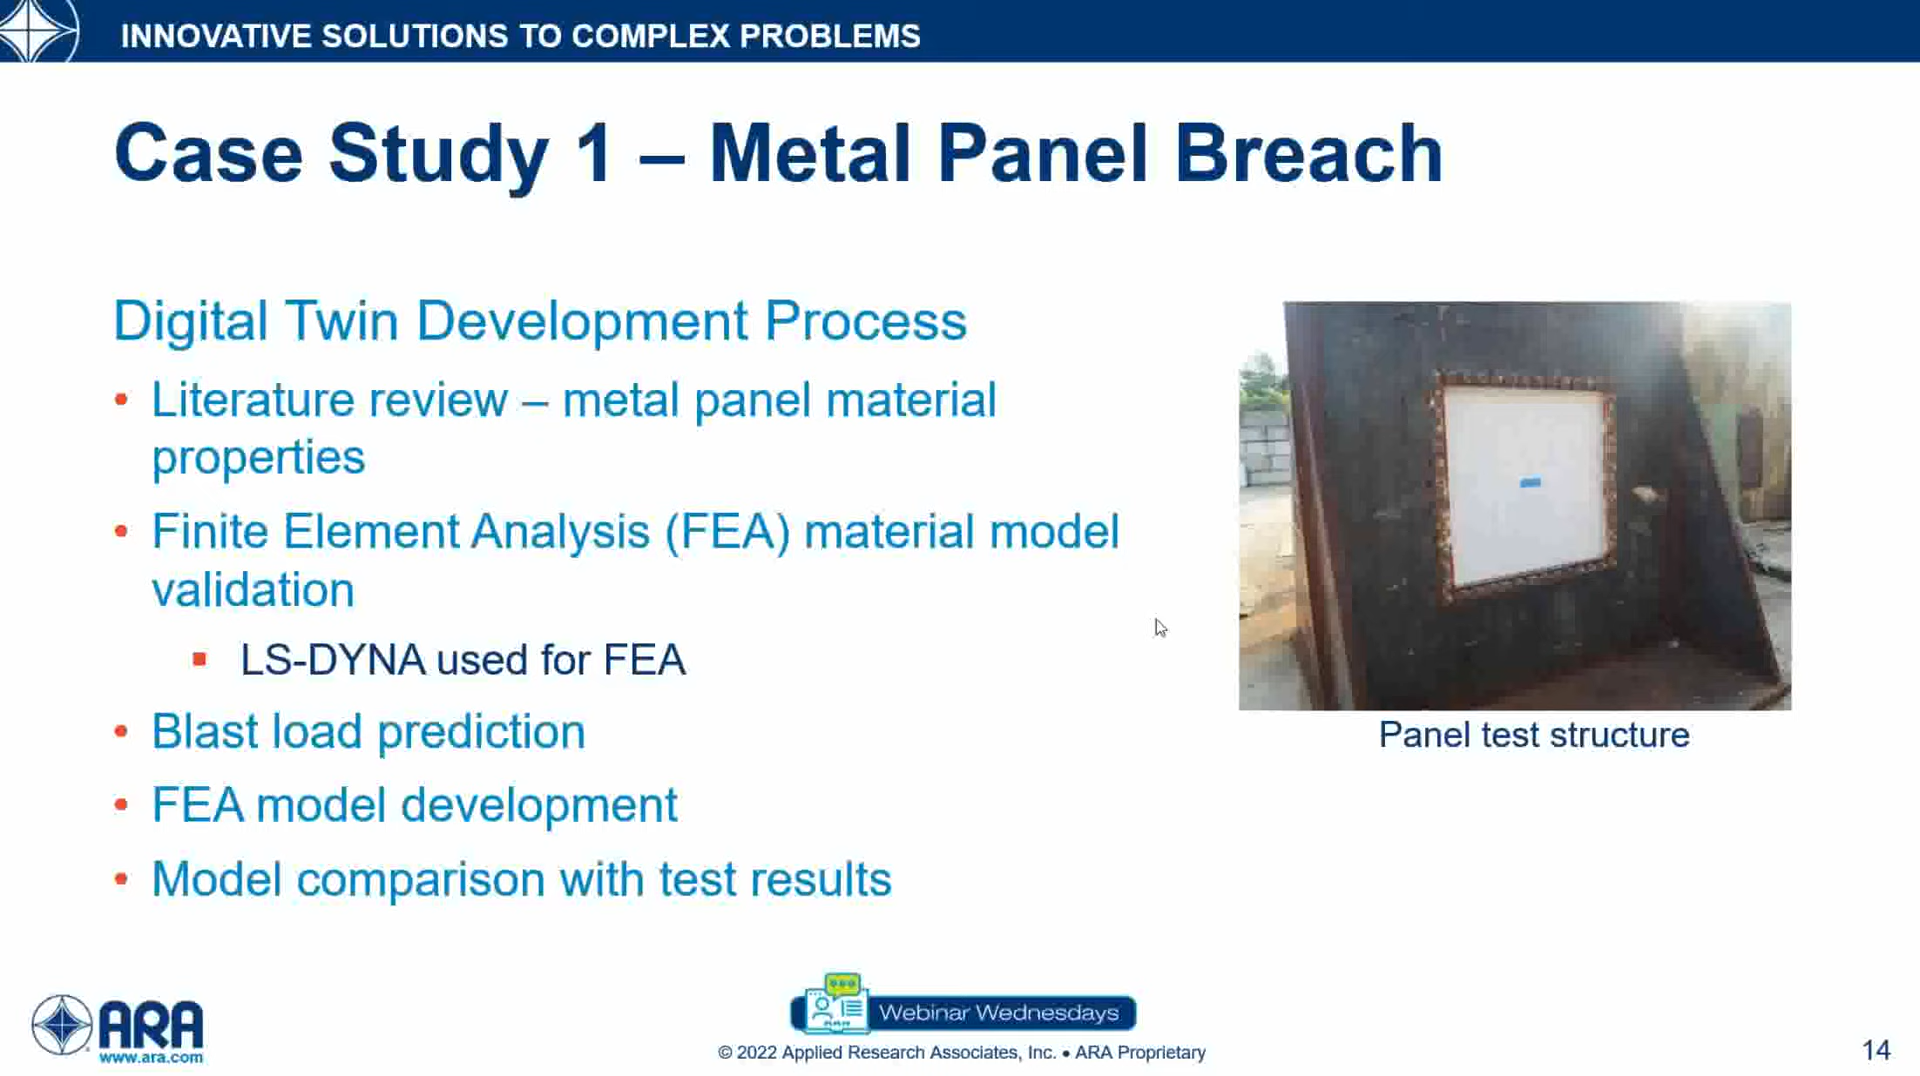 INNOVATIVE SOLUTIONS TO COMPLEX PROBLEMS
Case Study 1 – Metal Panel Breach
Digital Twin Development Process
• Literature review – metal panel material
properties
• Finite Element Analysis (FEA) material model
validation
▪ LS-DYNA used for FEA
• Blast load prediction
• FEA model development
• Model comparison with test results
Panel test structure
ARA
www.ara.com
Webinar Wednesdays
© 2022 Applied Research Associates, Inc. • ARA Proprietary
14